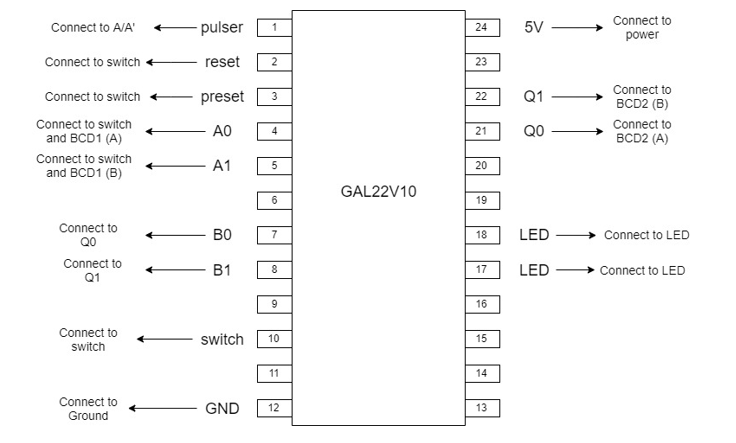 Connect to A/A' pulser 1 24 5V Connect to
power
Connect to switch reset 2 23
Connect to switch preset 3 22 Q1 Connect to
BCD2 (B)
Connect to switch
and BCD1 (A) A0 4 21 Q0 Connect to
BCD2 (A)
Connect to switch
and BCD1 (B) A1 5 20
GAL22V10
6 19
Connect to
Q0 B0 7 18 LED Connect to LED
Connect to
Q1 B1 8 17 LED Connect to LED
9 16
Connect to
switch switch 10 15
11 14
Connect to
Ground GND 12 13